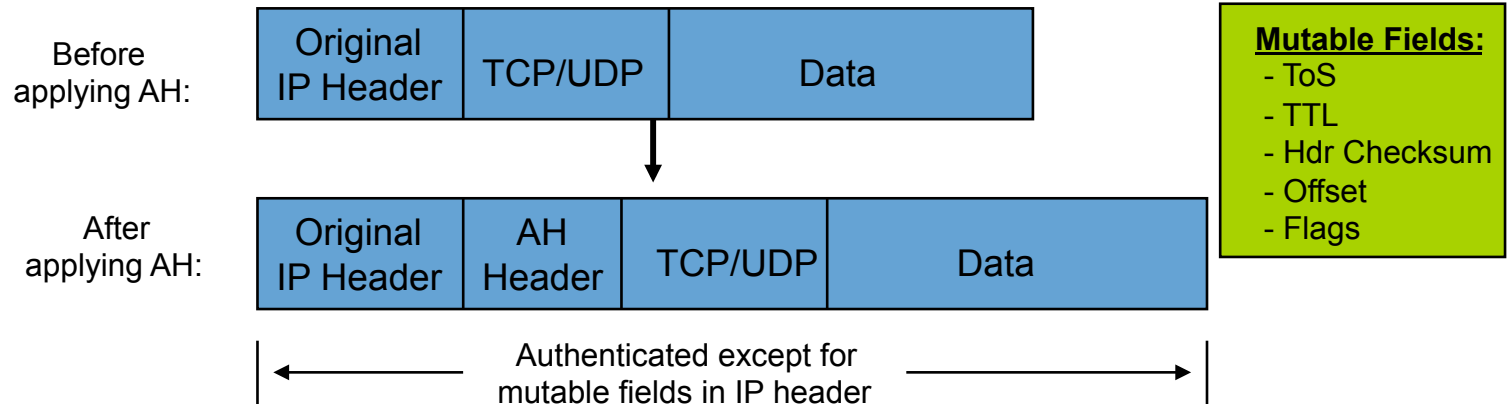 Before
applying AH:
Original
IP Header
TCP/UDP
Data
Mutable Fields:
- ToS
- TTL
- Hdr Checksum
- Offset
- Flags
After
applying AH:
Original
IP Header
AH
Header
TCP/UDP
Data
Authenticated except for
mutable fields in IP header